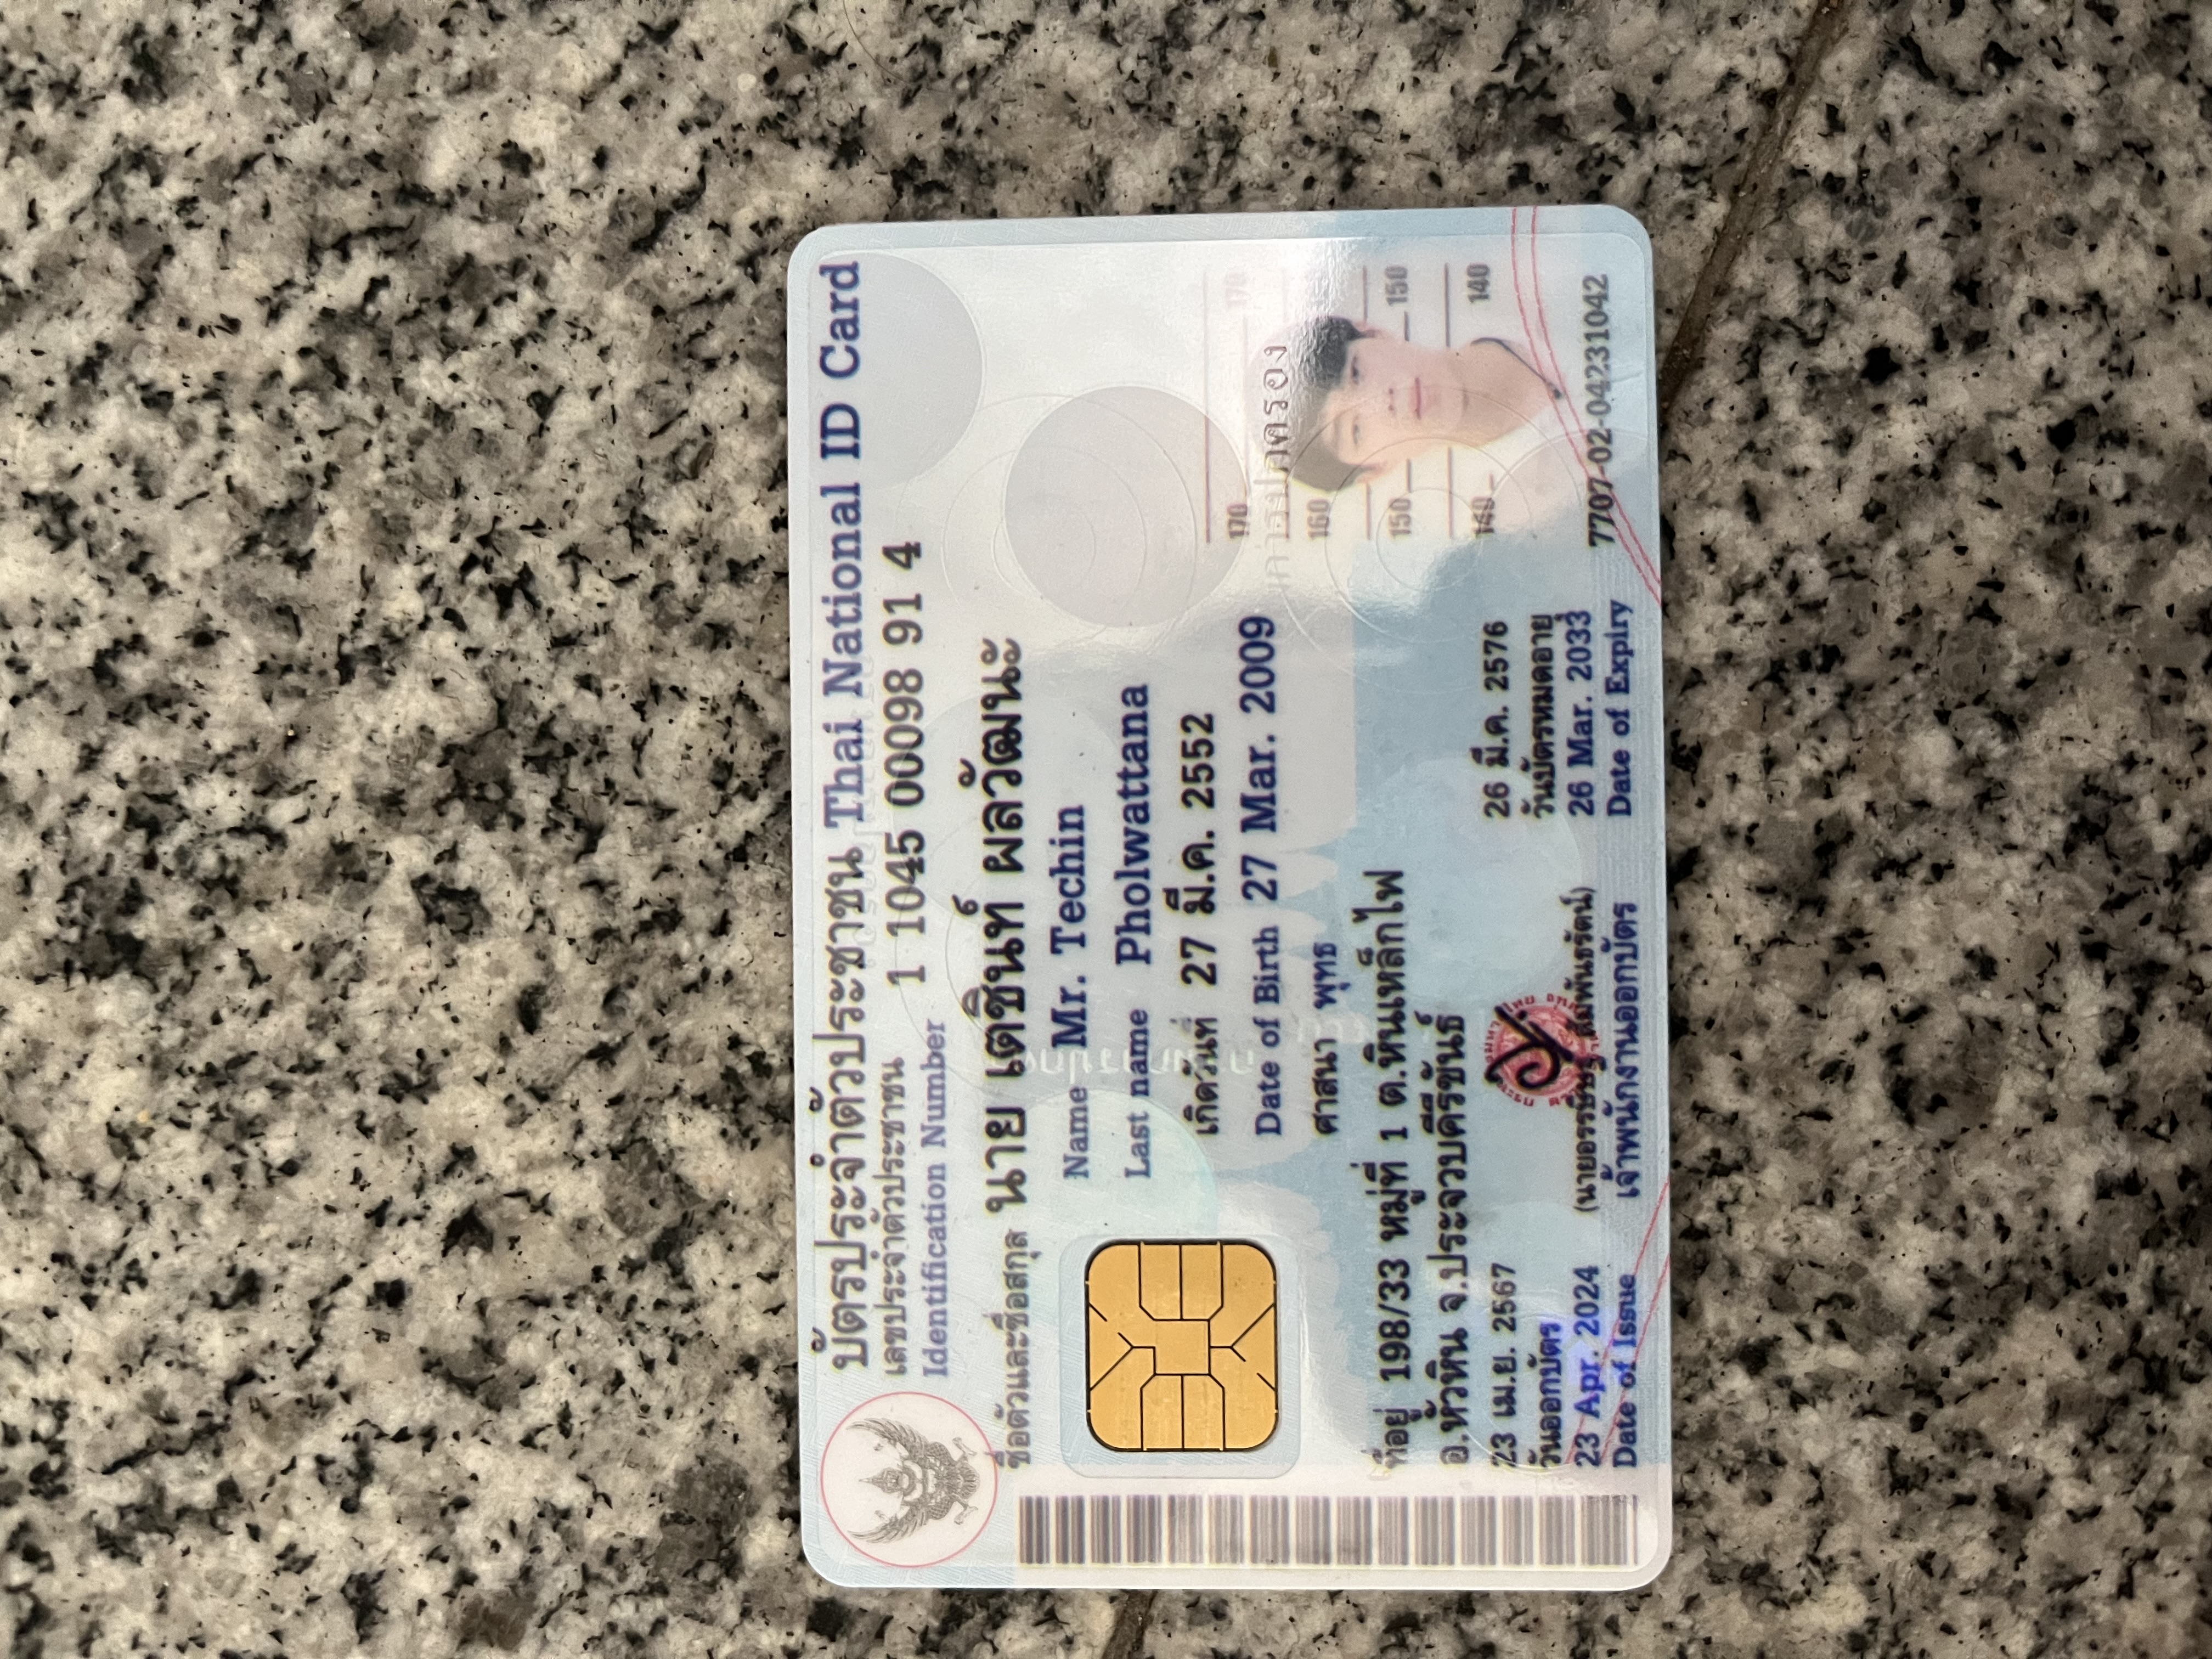 บัตรประจำตัวประชาชน Thai National ID Card
เลขประจำตัวประชาชน 1 1045 00098 91 4
Identification Number
ชื่อตัวและชื่อสกุล นาย เตชินท์ ผลวัฒนะ
Name Mr. Techin
Last name Pholwattana
เกิดวันที่ 27 มี.ค. 2552
Date of Birth 27 Mar. 2009
ศาสนา พุทธ
ที่อยู่ 198/33 หมู่ที่ 1 ต.หินเหล็กไฟ
อ.หัวหิน จ.ประจวบคีรีขันธ์
23 เม.ย. 2567
วันออกบัตร
23 Apr. 2024
Date of Issue
เจ้าพนักงานออกบัตร
26 มี.ค. 2576
วันบัตรหมดอายุ
26 Mar. 2033
Date of Expiry
170 170
160
150 150
140 140
7707-02-04231042